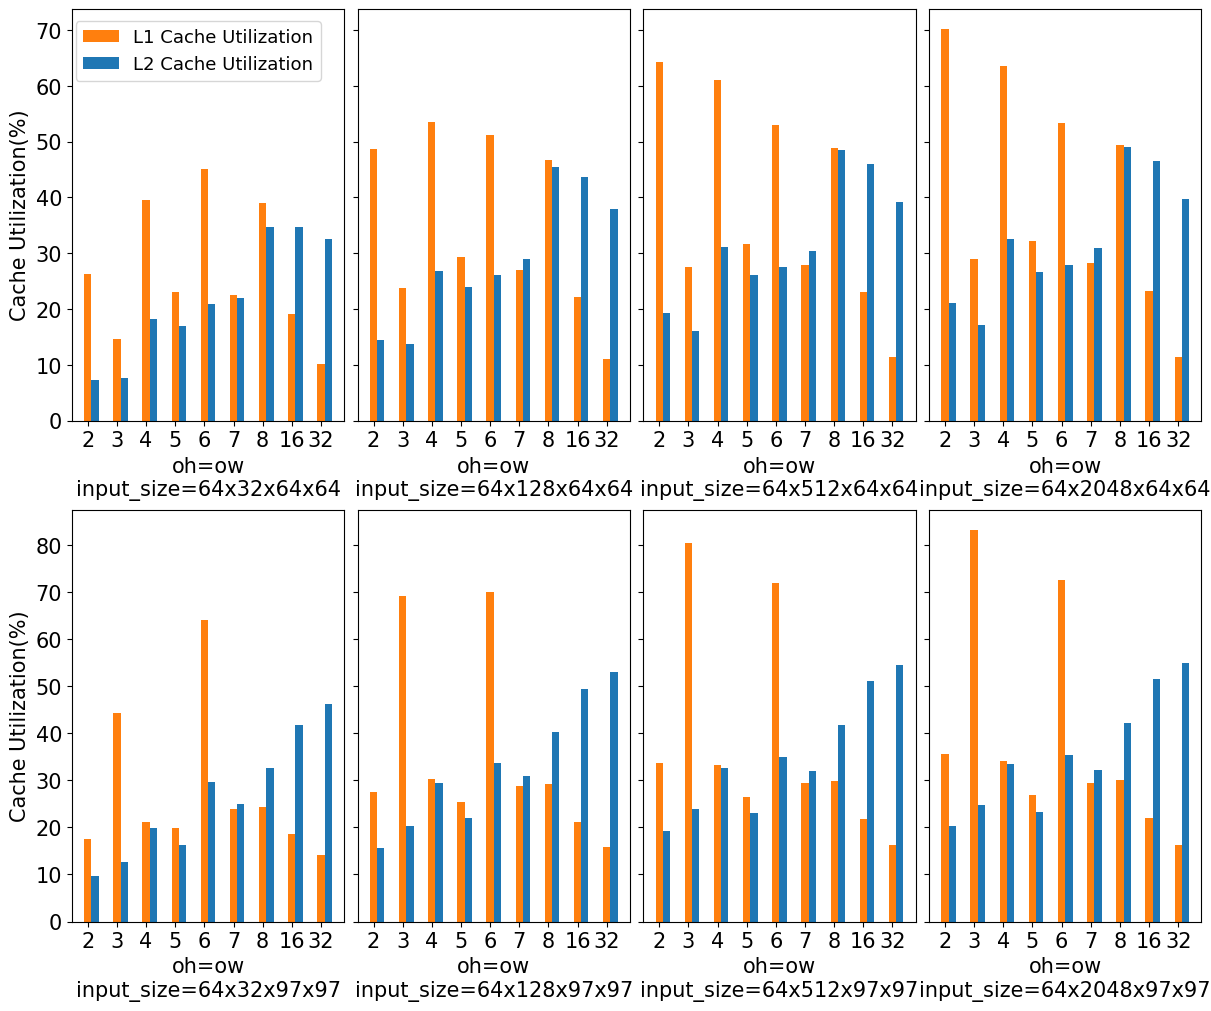 70
60
50
40
30
20
10
0
Cache Utilization(%)
L1 Cache Utilization
L2 Cache Utilization
2 3 4 5 6 7 8 16 32
oh=ow
input_size=64x32x64x64
2 3 4 5 6 7 8 16 32
oh=ow
input_size=64x128x64x64
2 3 4 5 6 7 8 16 32
oh=ow
input_size=64x512x64x64
2 3 4 5 6 7 8 16 32
oh=ow
input_size=64x2048x64x64
80
70
60
50
40
30
20
10
0
Cache Utilization(%)
2 3 4 5 6 7 8 16 32
oh=ow
input_size=64x32x97x97
2 3 4 5 6 7 8 16 32
oh=ow
input_size=64x128x97x97
2 3 4 5 6 7 8 16 32
oh=ow
input_size=64x512x97x97
2 3 4 5 6 7 8 16 32
oh=ow
input_size=64x2048x97x97